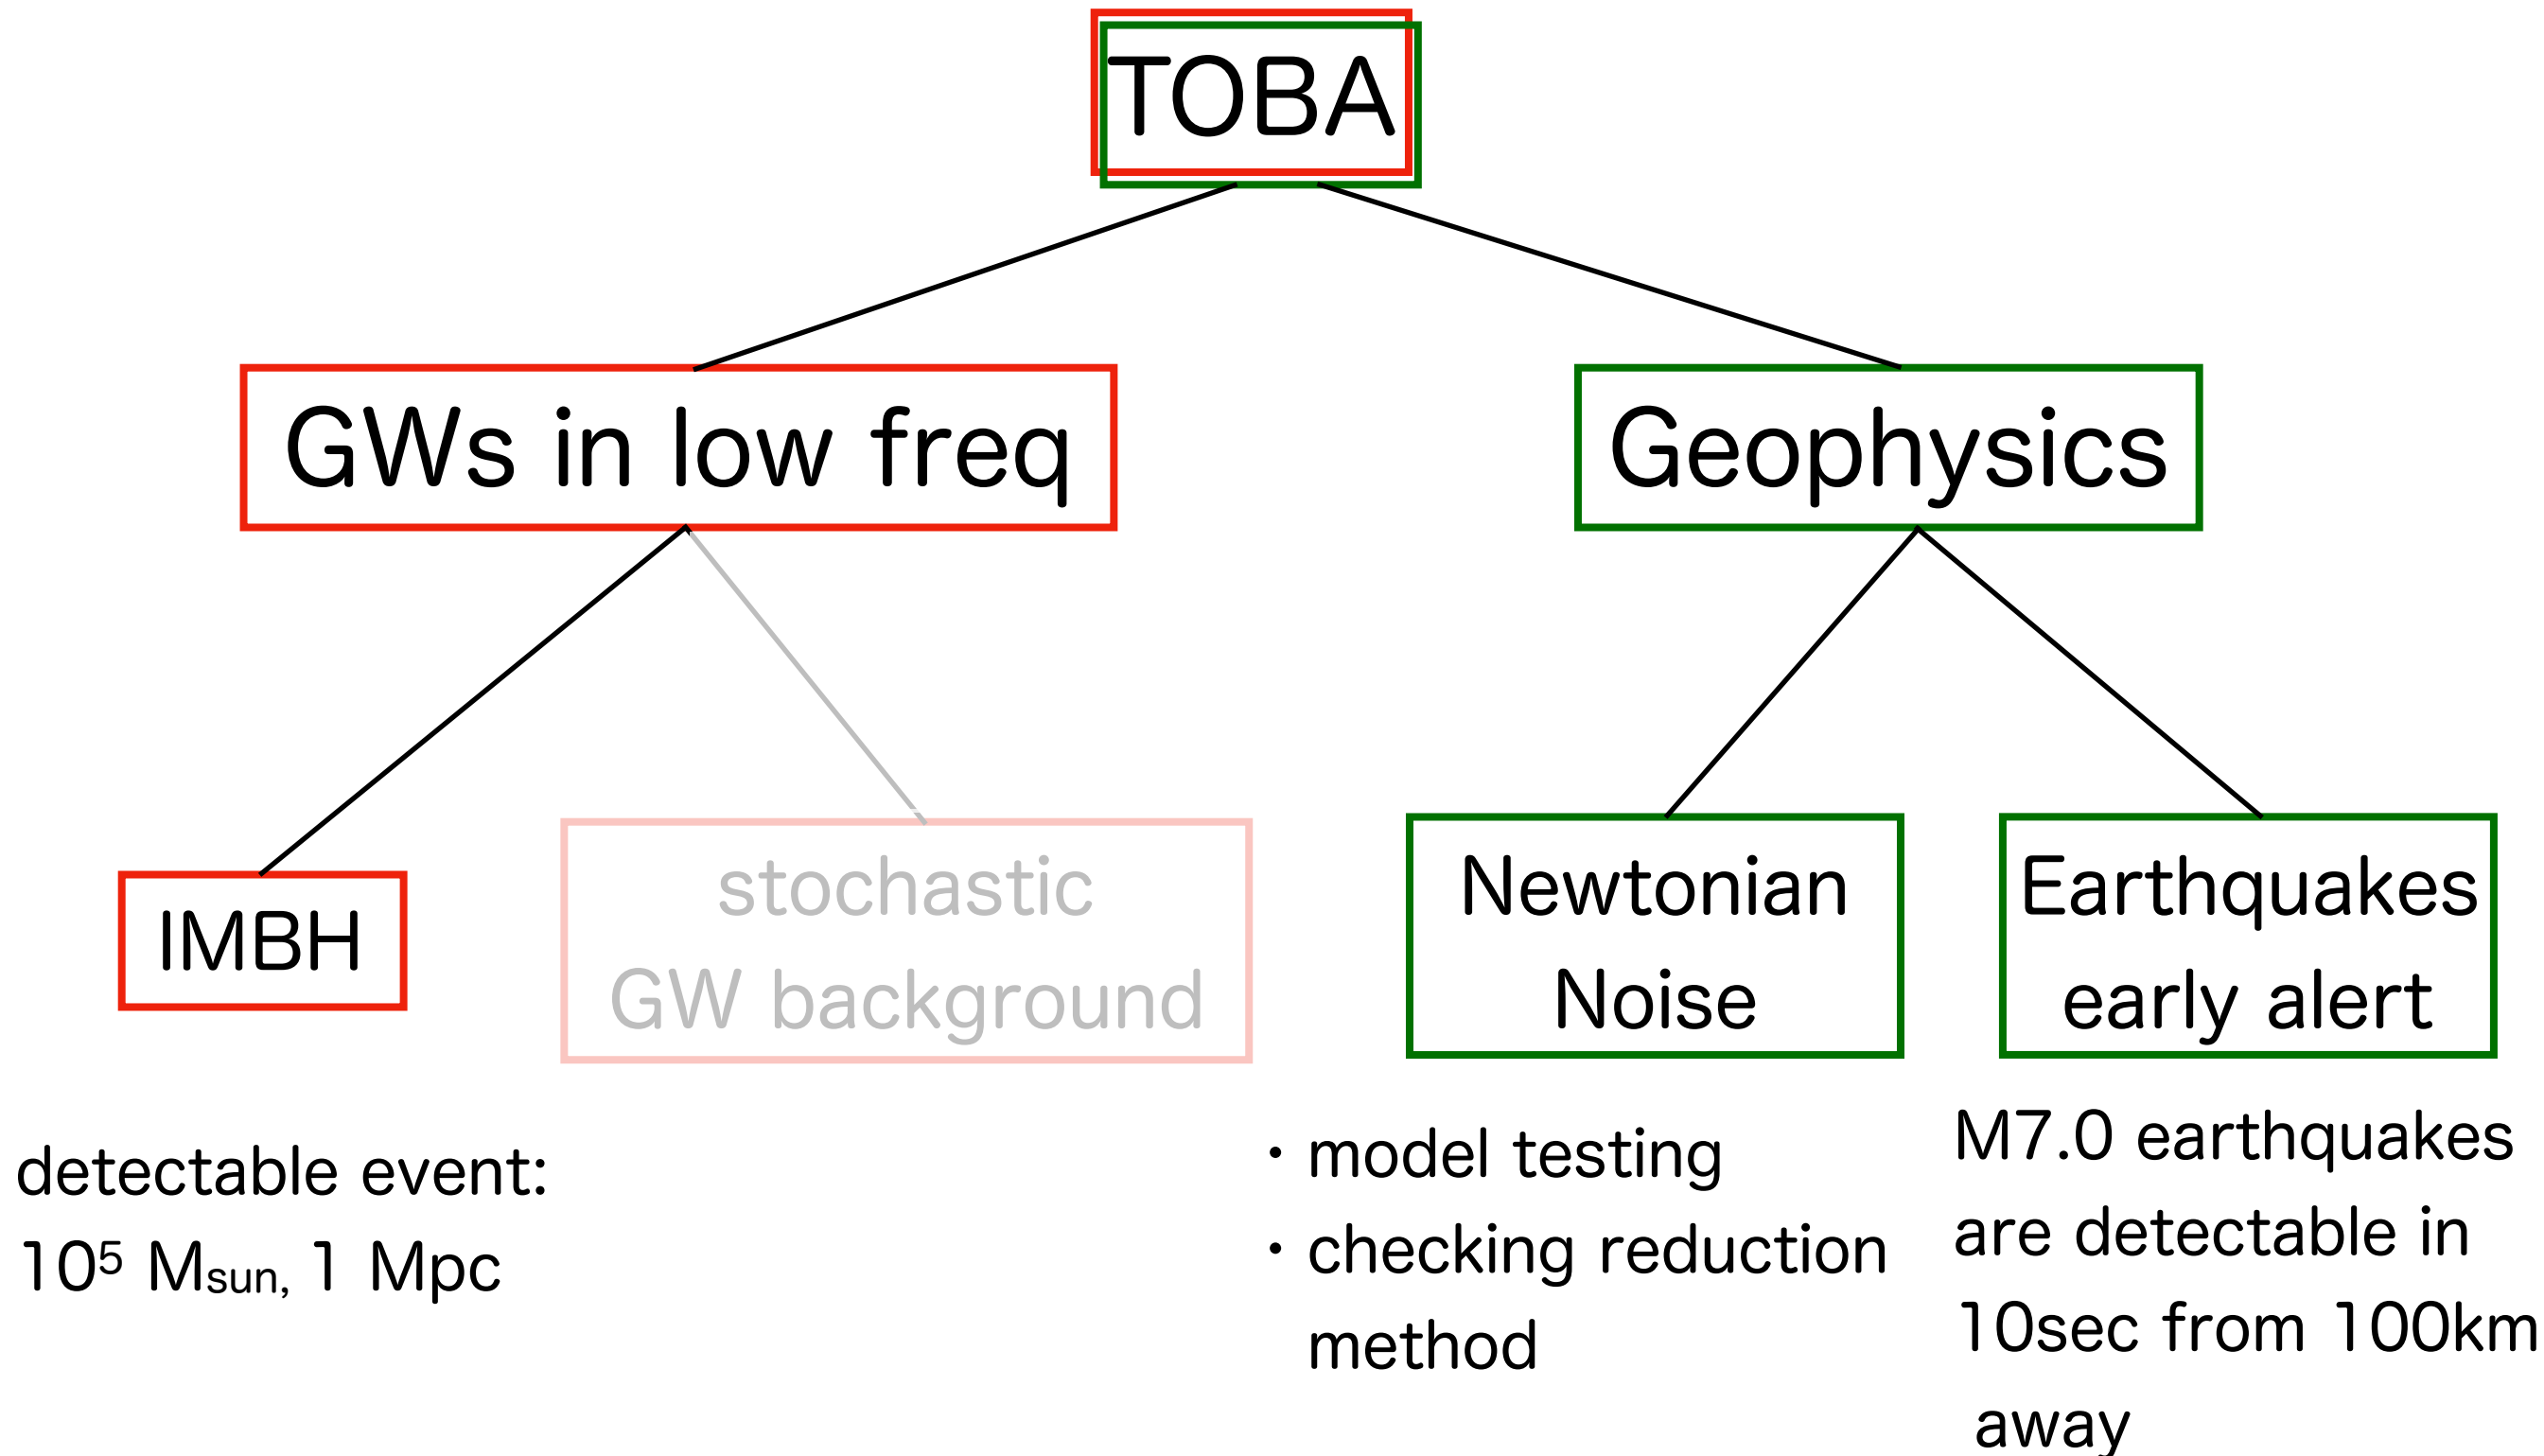 TOBA
GWs in low freq
Geophysics
IMBH
stochastic
GW background
Newtonian
Noise
Earthquakes
early alert
detectable event:
10⁵ Msun, 1 Mpc
・model testing
・checking reduction
method
M7.0 earthquakes
are detectable in
10sec from 100km
away